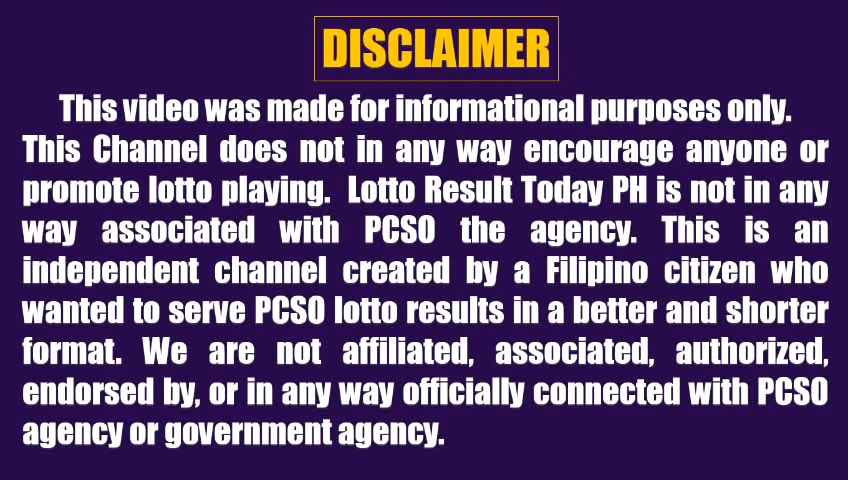 DISCLAIMER
This video was made for informational purposes only.
This Channel does not in any way encourage anyone or
promote lotto playing. Lotto Result Today PH is not in any
way associated with PCSO the agency. This is an
independent channel created by a Filipino citizen who
wanted to serve PCSO lotto results in a better and shorter
format. We are not affiliated, associated, authorized,
endorsed by, or in any way officially connected with PCSO
agency or government agency.